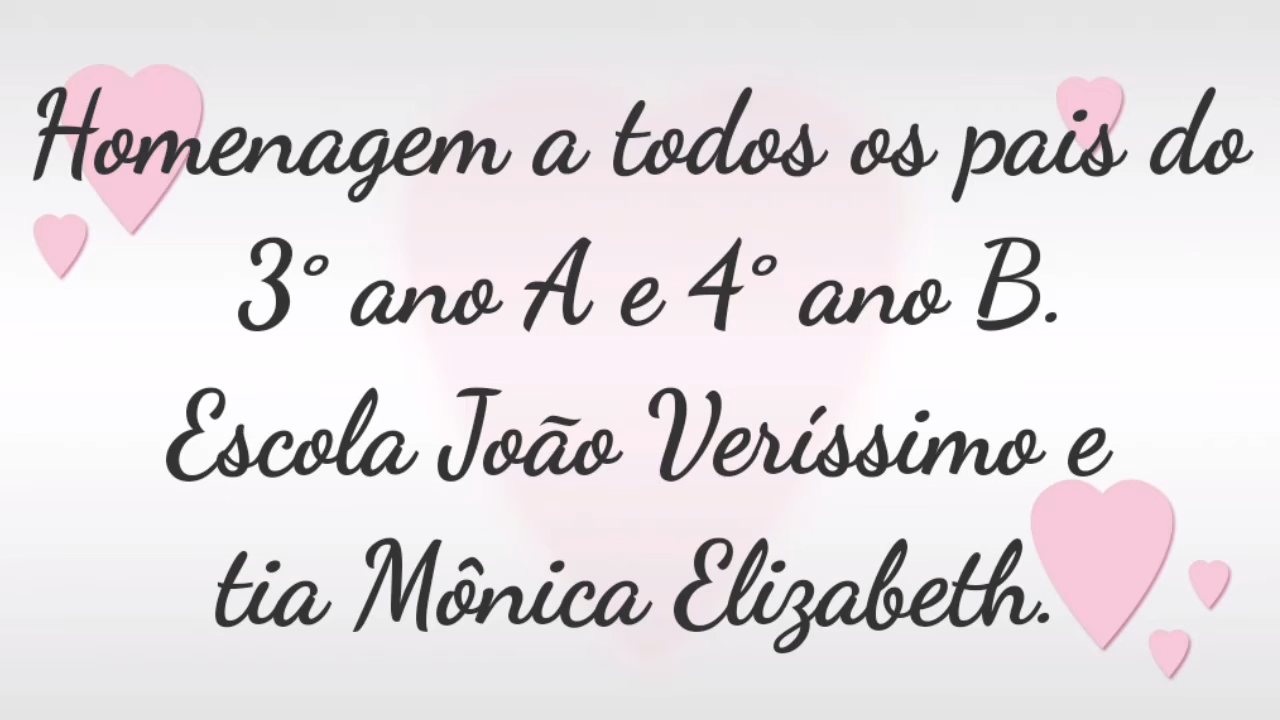 Homenagem a todos os pais do
3° ano A e 4° ano B.
Escola João Veríssimo e
tia Mônica Elizabeth.